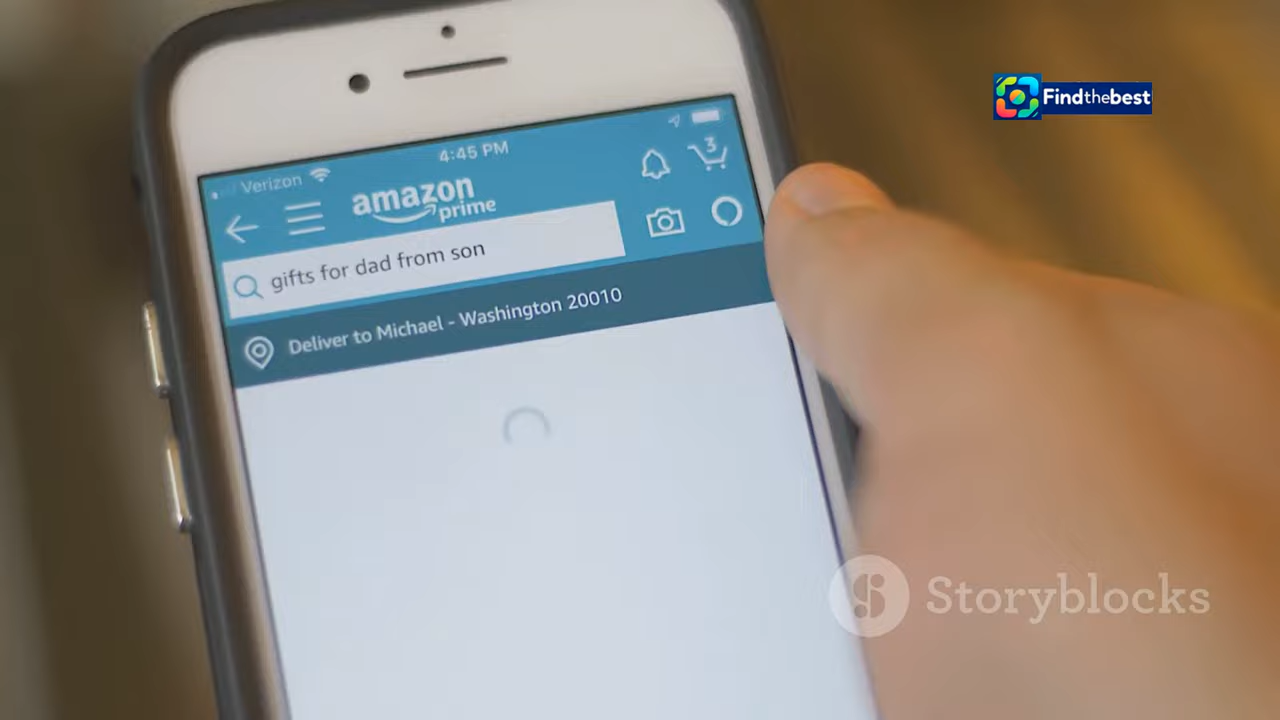 Findthebest
4:45 PM
Verizon
3
amazon
prime
gifts for dad from son
Deliver to Michael - Washington 20010
Storyblocks